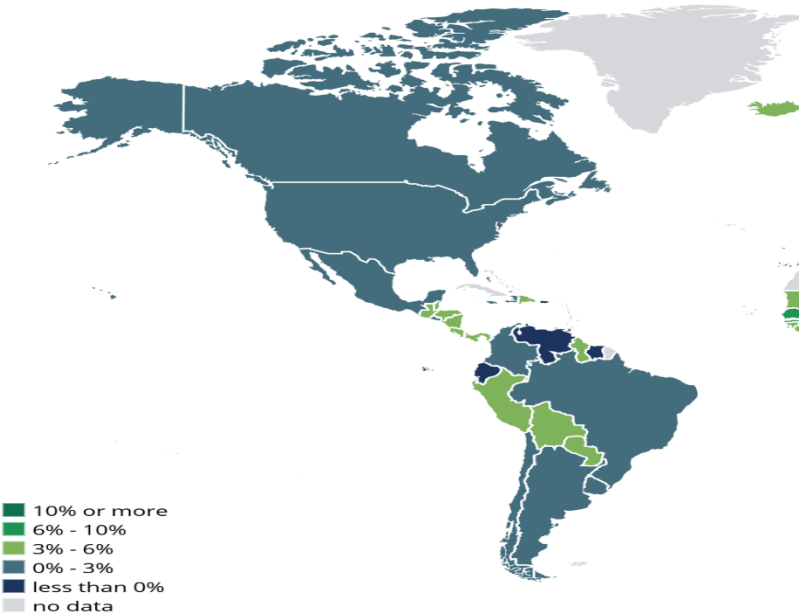 10% or more
6% - 10%
3% - 6%
0% - 3%
less than 0%
no data